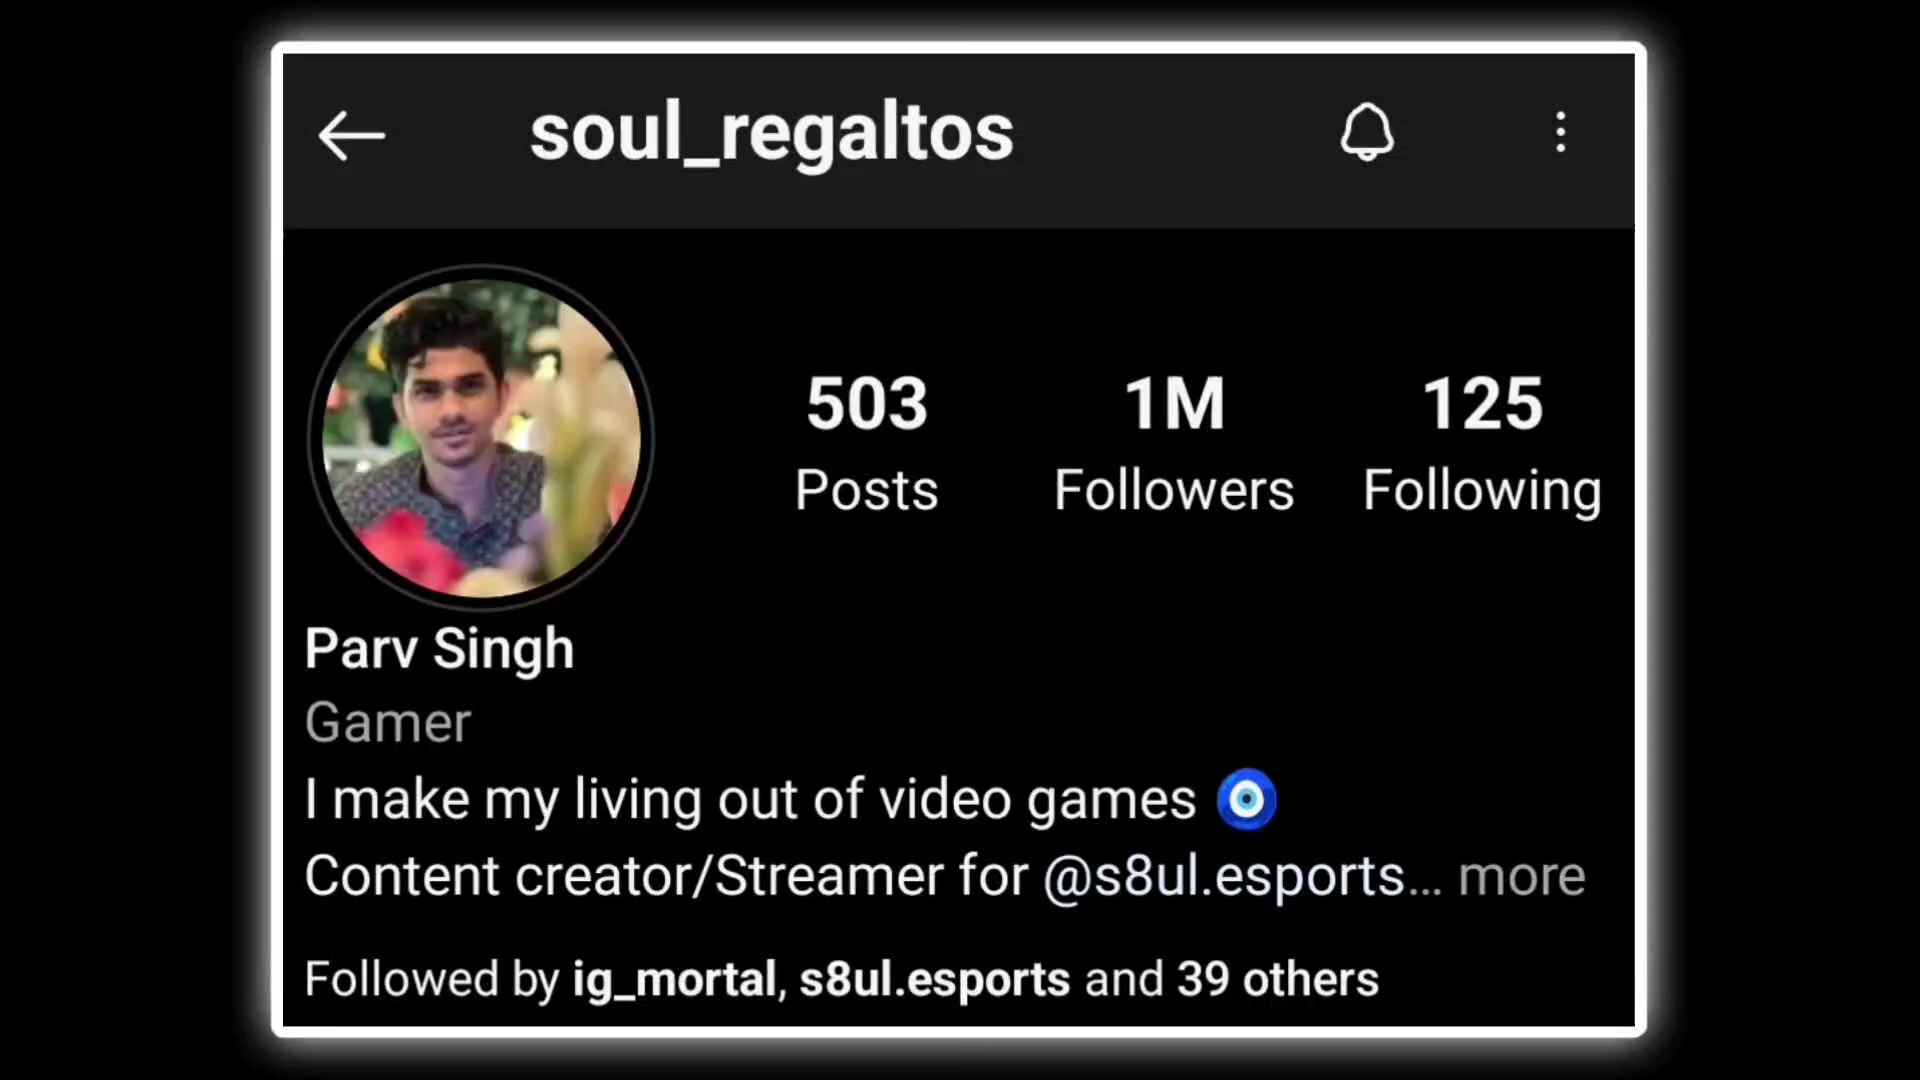 soul_regaltos
503 1M 125
Posts Followers Following
Parv Singh
Gamer
I make my living out of video games 🧿
Content creator/Streamer for @s8ul.esports... more
Followed by ig_mortal, s8ul.esports and 39 others